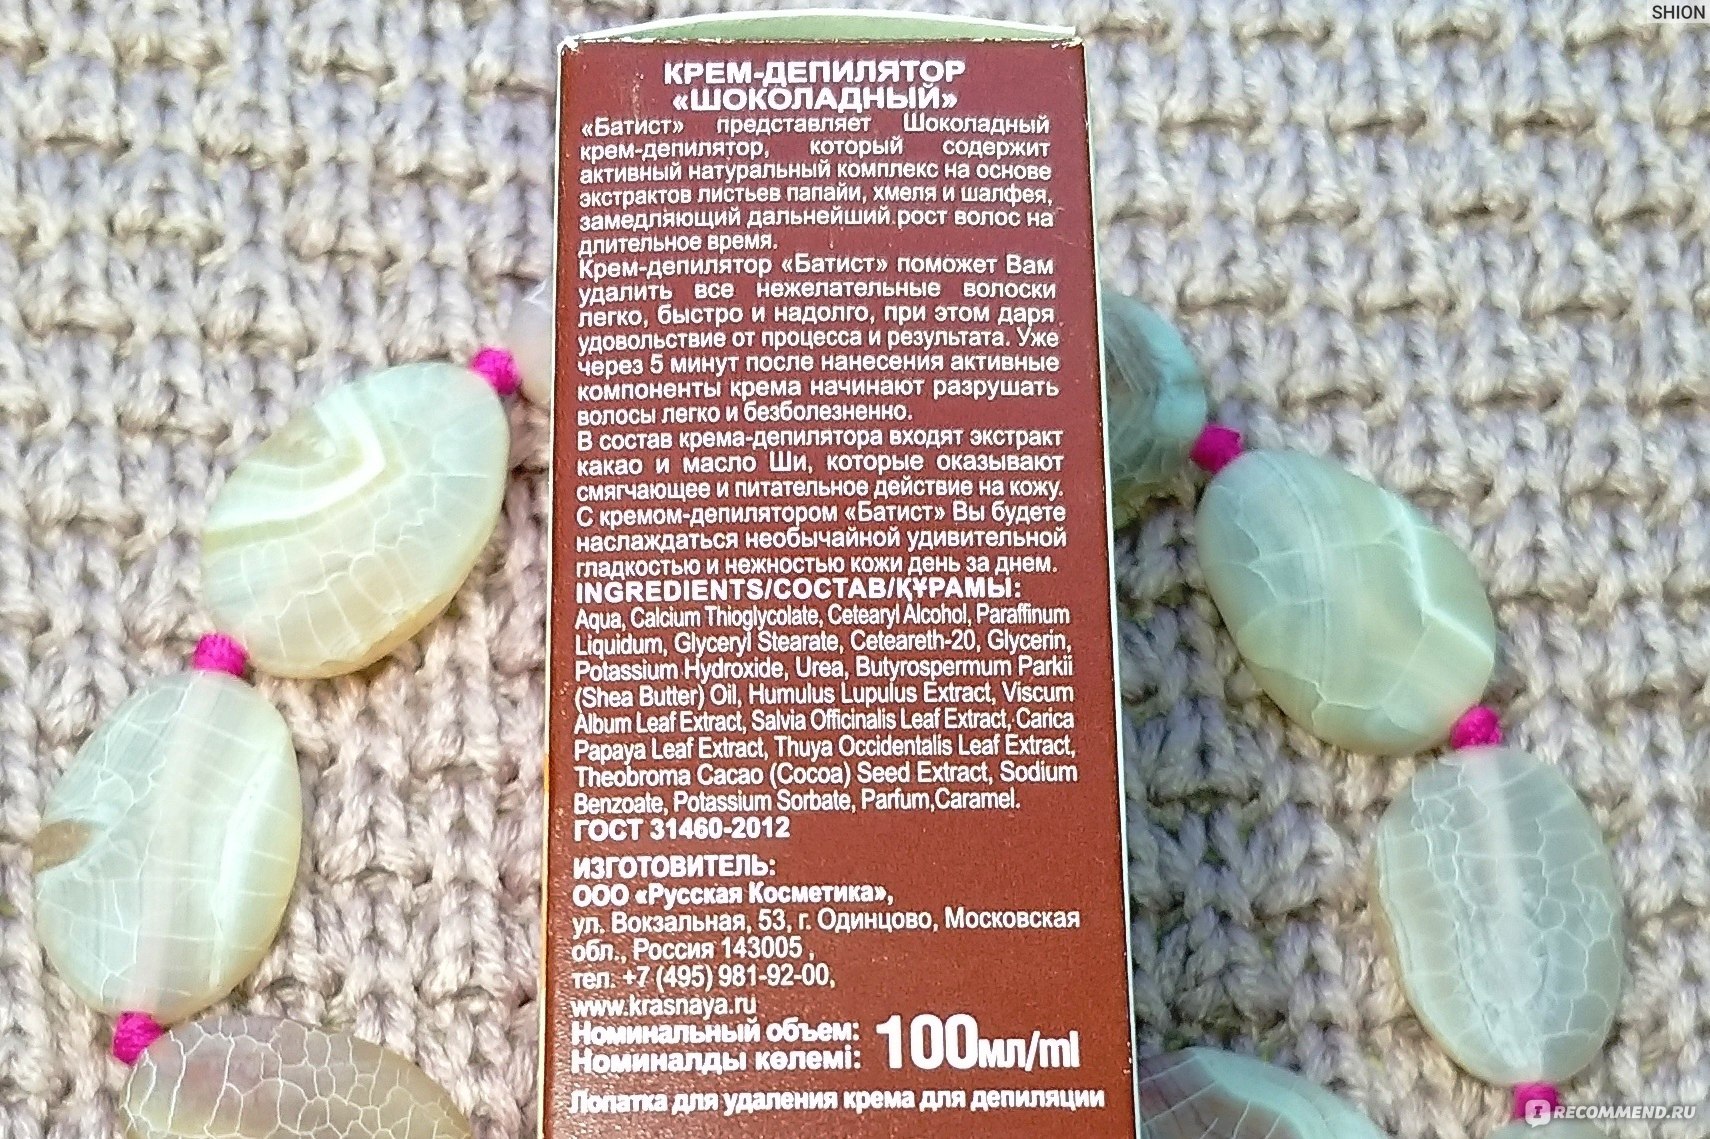 SHION
КРЕМ-ДЕПИЛЯТОР
«ШОКОЛАДНЫЙ»
«Батист» представляет Шоколадный
крем-депилятор, который содержит
активный натуральный комплекс на основе
экстрактов листьев папайи, хмеля и шалфея,
замедляющий дальнейший рост волос на
длительное время.
Крем-депилятор «Батист» поможет Вам
удалить все нежелательные волоски
легко, быстро и надолго, при этом даря
удовольствие от процесса и результата. Уже
через 5 минут после нанесения активные
компоненты крема начинают разрушать
волосы легко и безболезненно.
В состав крема-депилятора входят экстракт
какао и масло Ши, которые оказывают
смягчающее и питательное действие на кожу.
С кремом-депилятором «Батист» Вы будете
наслаждаться необычайной удивительной
гладкостью и нежностью кожи день за днем.
INGREDIENTS/СОСТАВ/ҚҰРАМЫ:
Aqua, Calcium Thioglycolate, Cetearyl Alcohol, Paraffinum
Liquidum, Glyceryl Stearate, Ceteareth-20, Glycerin,
Potassium Hydroxide, Urea, Butyrospermum Parkii
(Shea Butter) Oil, Humulus Lupulus Extract, Viscum
Album Leaf Extract, Salvia Officinalis Leaf Extract, Carica
Papaya Leaf Extract, Thuya Occidentalis Leaf Extract,
Theobroma Cacao (Cocoa) Seed Extract, Sodium
Benzoate, Potassium Sorbate, Parfum,Caramel.
ГОСТ 31460-2012
ИЗГОТОВИТЕЛЬ:
ООО «Русская Косметика»,
ул. Вокзальная, 53, г. Одинцово, Московская
обл., Россия 143005 ,
тел. +7 (495) 981-92-00,
www.krasnaya.ru
Номинальный объем:
Номиналды көлемі: 100мл/ml
Лопатка для удаления крема для депиляции
IRECOMMEND.RU